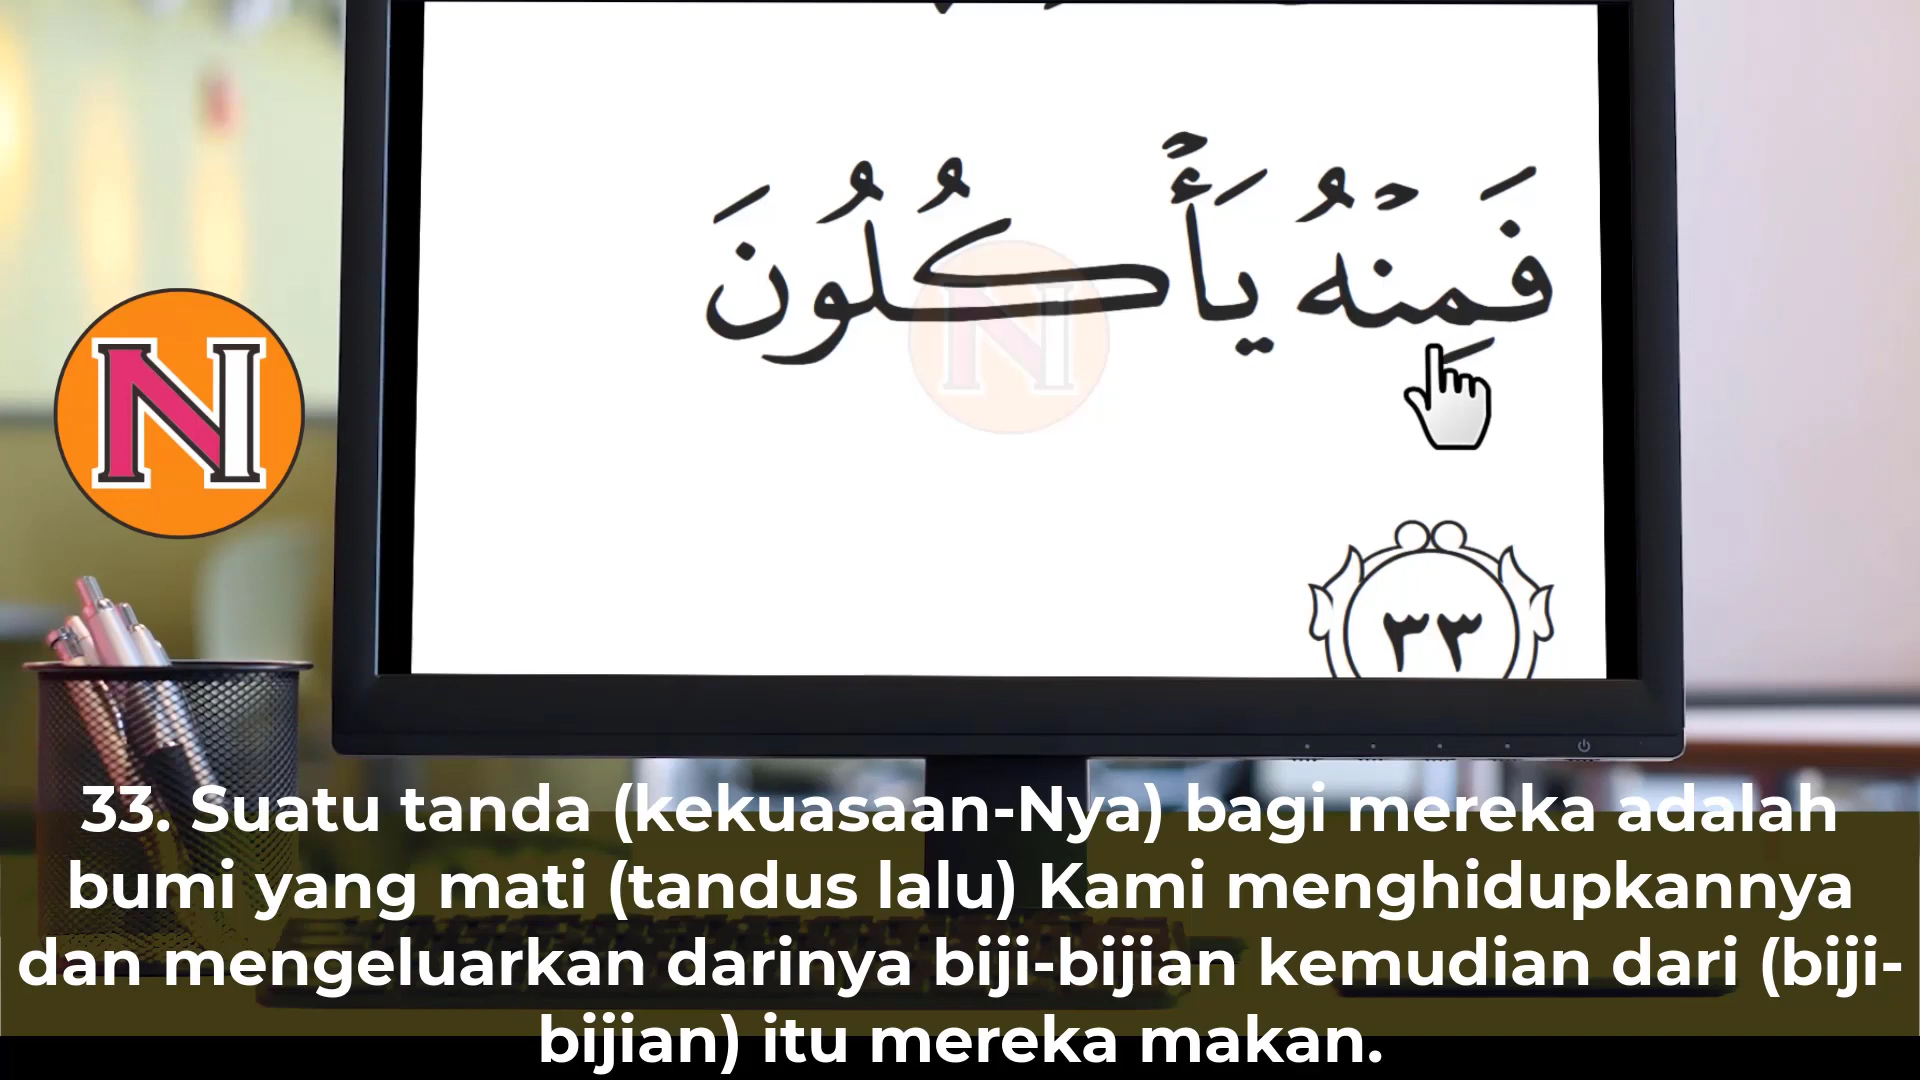 فَمِنْهُ يَأْكُلُونَ
٣٣
N
33. Suatu tanda (kekuasaan-Nya) bagi mereka adalah
bumi yang mati (tandus lalu) Kami menghidupkannya
dan mengeluarkan darinya biji-bijian kemudian dari (biji-
bijian) itu mereka makan.